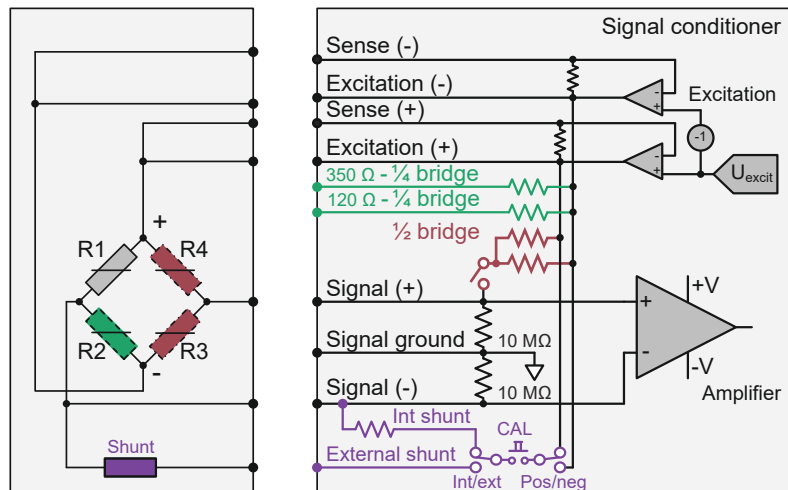 Signal conditioner
Sense (-)
Excitation (-)
Sense (+)
Excitation (+)
Excitation
-
+
-1
-
+
Uexcit
350 Ω - ¼ bridge
120 Ω - ¼ bridge
½ bridge
+
R1
R4
R2
R3
-
Signal (+)
+
+V
Signal ground
10 MΩ
-
-V
Signal (-)
10 MΩ
Amplifier
Int shunt
CAL
Shunt
External shunt
Int/ext
Pos/neg